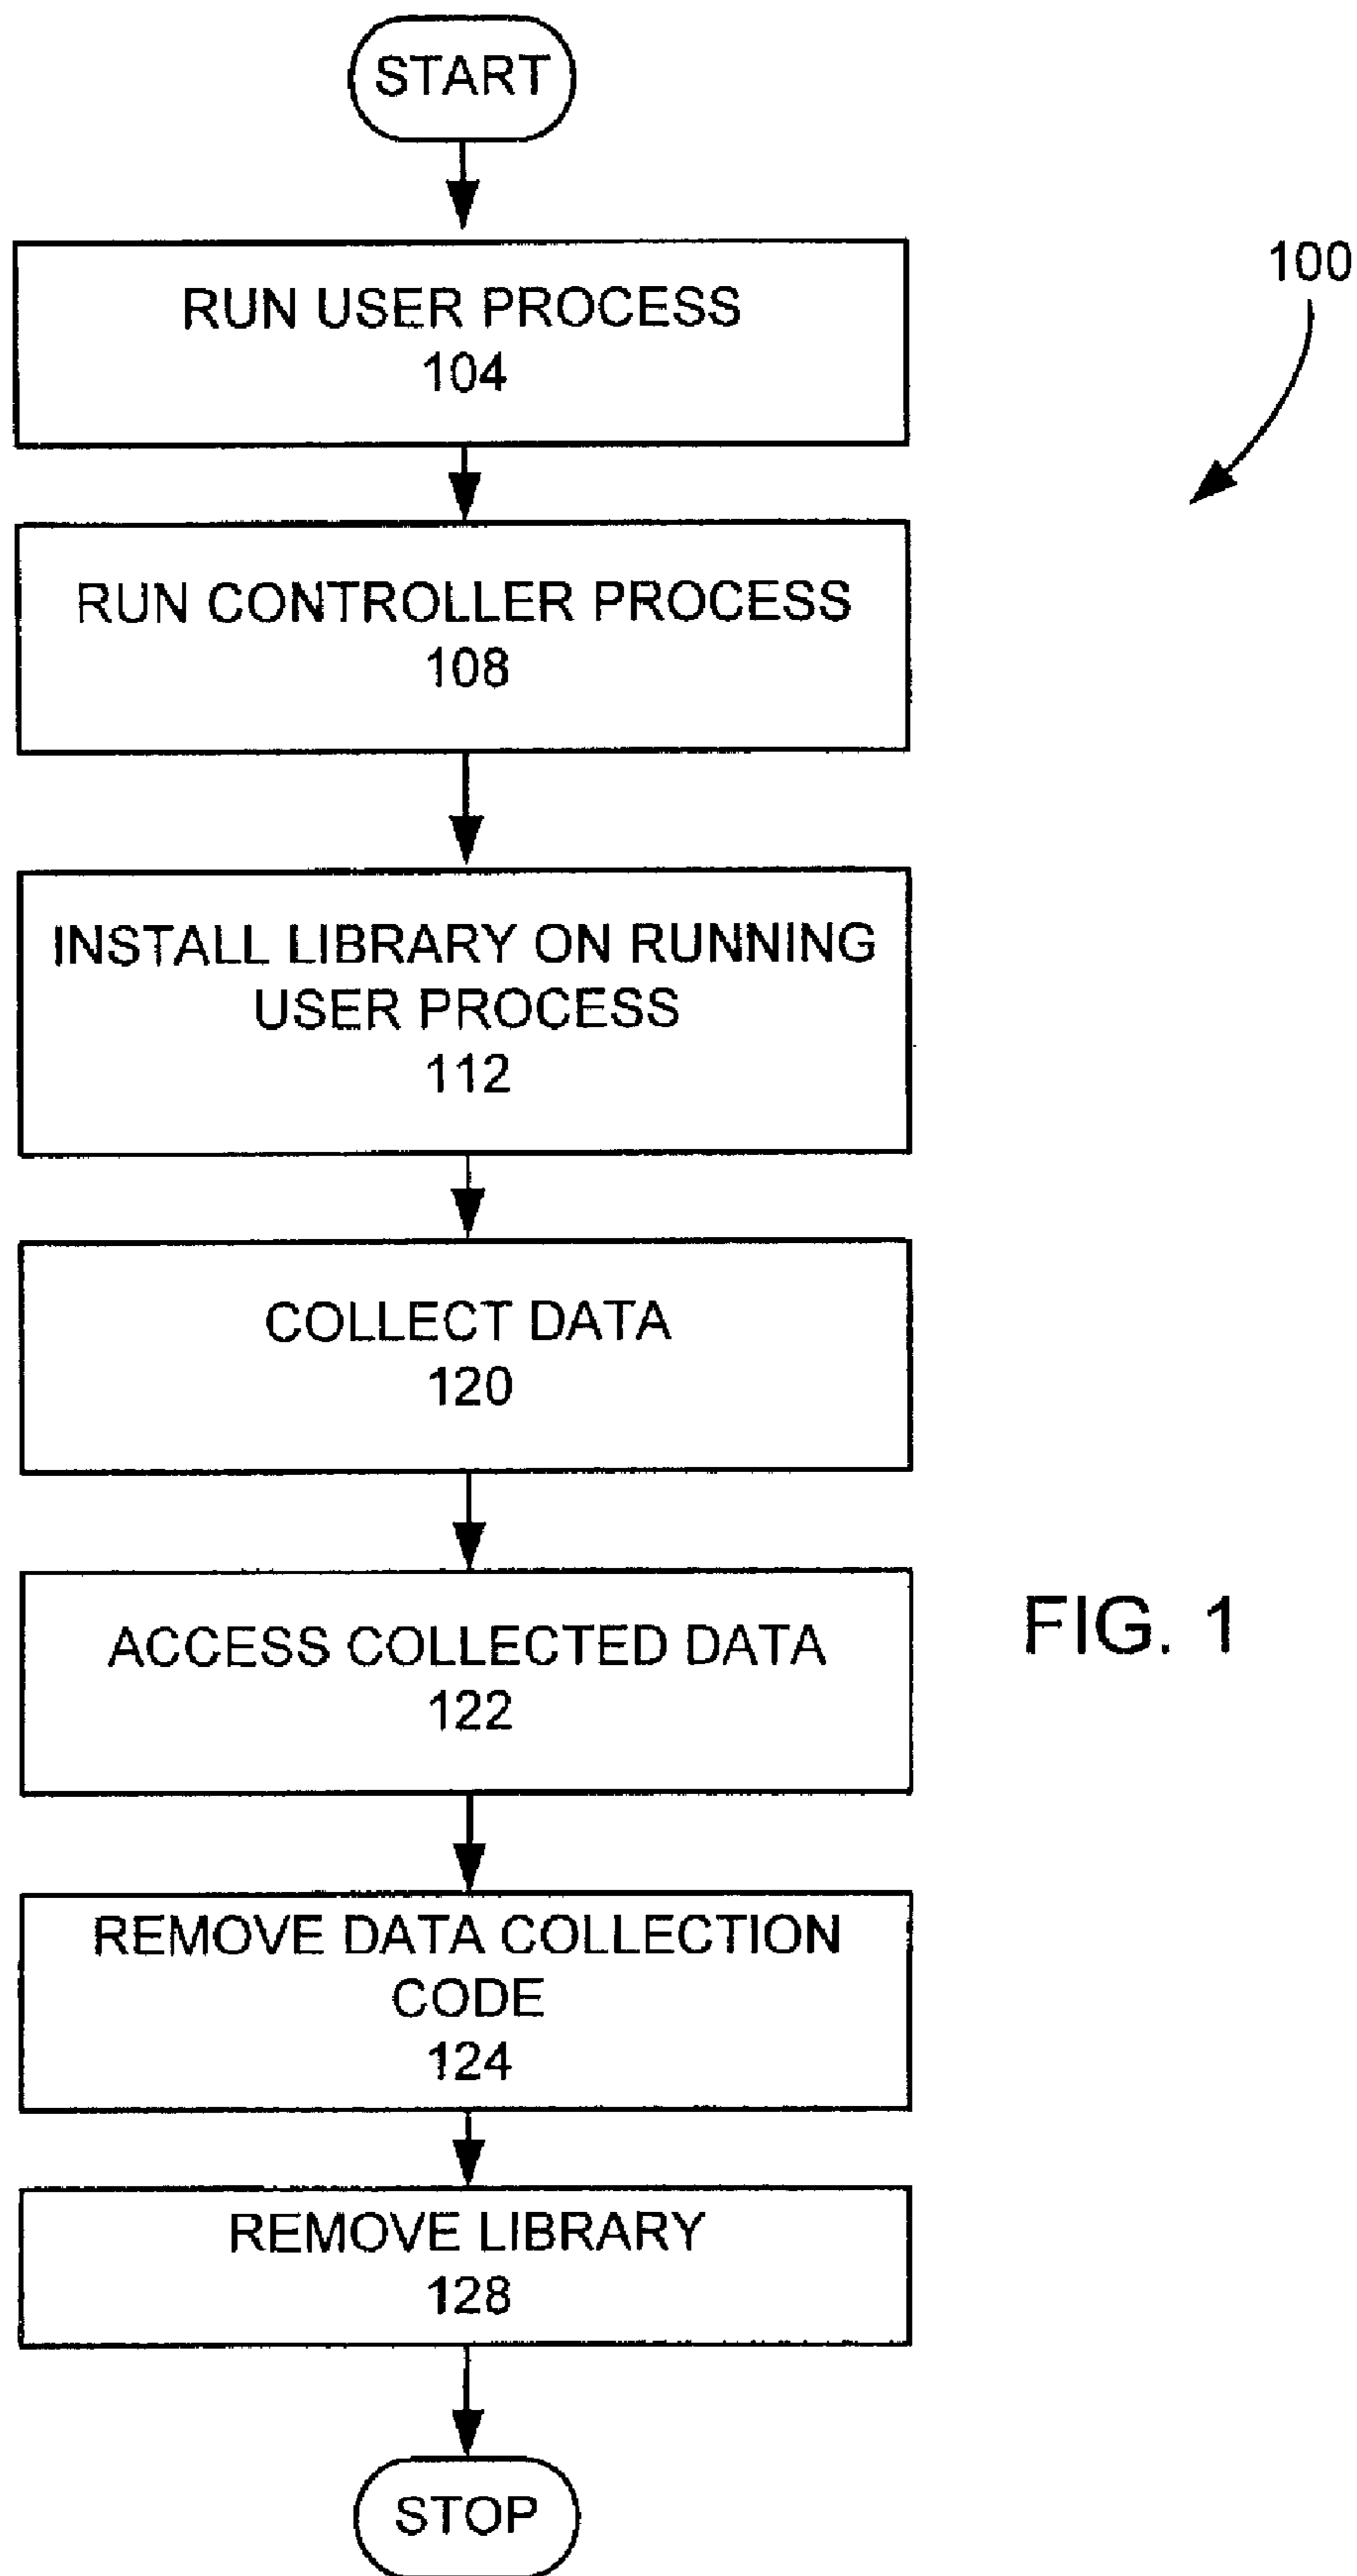 START
RUN USER PROCESS
104
100
RUN CONTROLLER PROCESS
108
INSTALL LIBRARY ON RUNNING
USER PROCESS
112
COLLECT DATA
120
ACCESS COLLECTED DATA
122
FIG. 1
REMOVE DATA COLLECTION
CODE
124
REMOVE LIBRARY
128
STOP